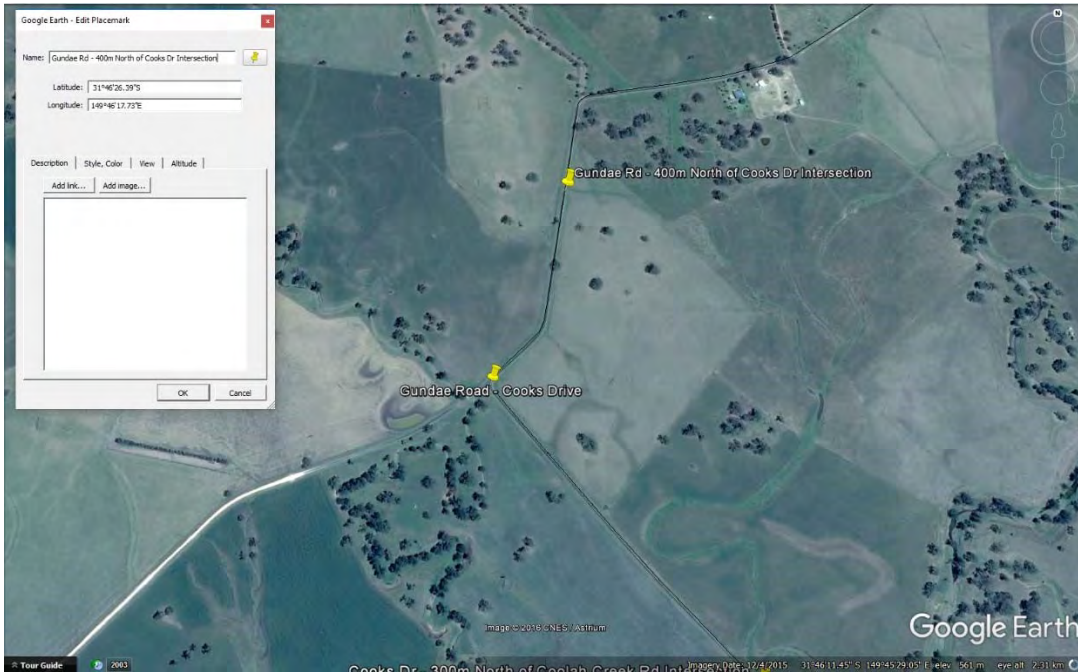 Google Earth - Edit Placemark
x
Name: Gundae Rd - 400m North of Cooks Dr Intersection
Latitude: 31°46'26.39"S
Longitude: 149°46'17.73"E
Description Style, Color View Altitude
Add link... Add image...
OK Cancel
N
Gundae Rd - 400m North of Cooks Dr Intersection
Gundae Road - Cooks Drive
Image © 2016 CNES / Astrium
Google Earth
Cooks Dr - 300m North of Coolah Creek Rd Intersection
Tour Guide 2003 Imagery Date: 12/4/2015 31°46'11.45" S 149°45'29.05" E elev 561 m eye alt 2.31 km